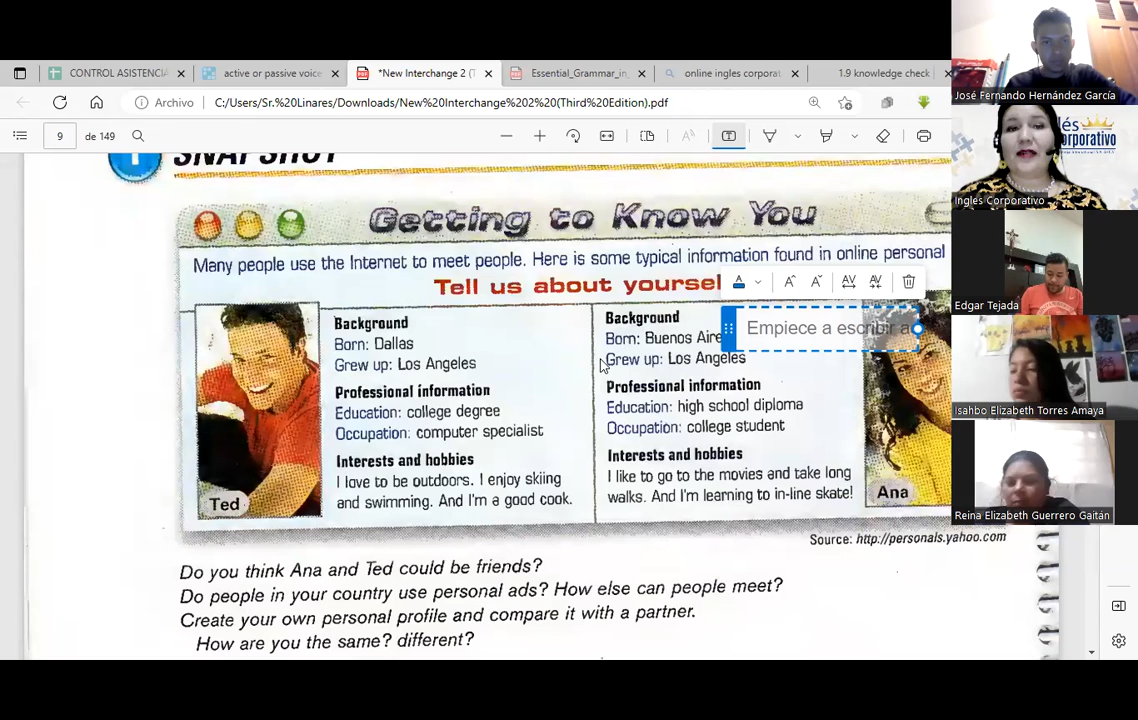 CONTROL ASISTENCIA
active or passive voice
*New Interchange 2 (T
Essential_Grammar_in_
online ingles corporat
1.9 knowledge check
Archivo
C:/Users/Sr.%20Linares/Downloads/New%20Interchange%202%20(Third%20Edition).pdf
9
de 149
1 SNAPSHOT
Getting to Know You
Many people use the Internet to meet people. Here is some typical information found in online personal
Tell us about yoursel
Background
Born: Dallas
Grew up: Los Angeles
Professional information
Education: college degree
Occupation: computer specialist
Interests and hobbies
I love to be outdoors. I enjoy skiing
and swimming. And I'm a good cook.
Ted
Background
Born: Buenos Aire
Grew up: Los Angeles
Professional information
Education: high school diploma
Occupation: college student
Interests and hobbies
I like to go to the movies and take long
walks. And I'm learning to in-line skate!
Ana
Empiece a escribir a
Source: http://personals.yahoo.com
Do you think Ana and Ted could be friends?
Do people in your country use personal ads? How else can people meet?
Create your own personal profile and compare it with a partner.
How are you the same? different?
José Fernando Hernández García
lés
orporativo
Ingles Corporativo
Edgar Tejada
Isahbo Elizabeth Torres Amaya
Reina Elizabeth Guerrero Gaitán